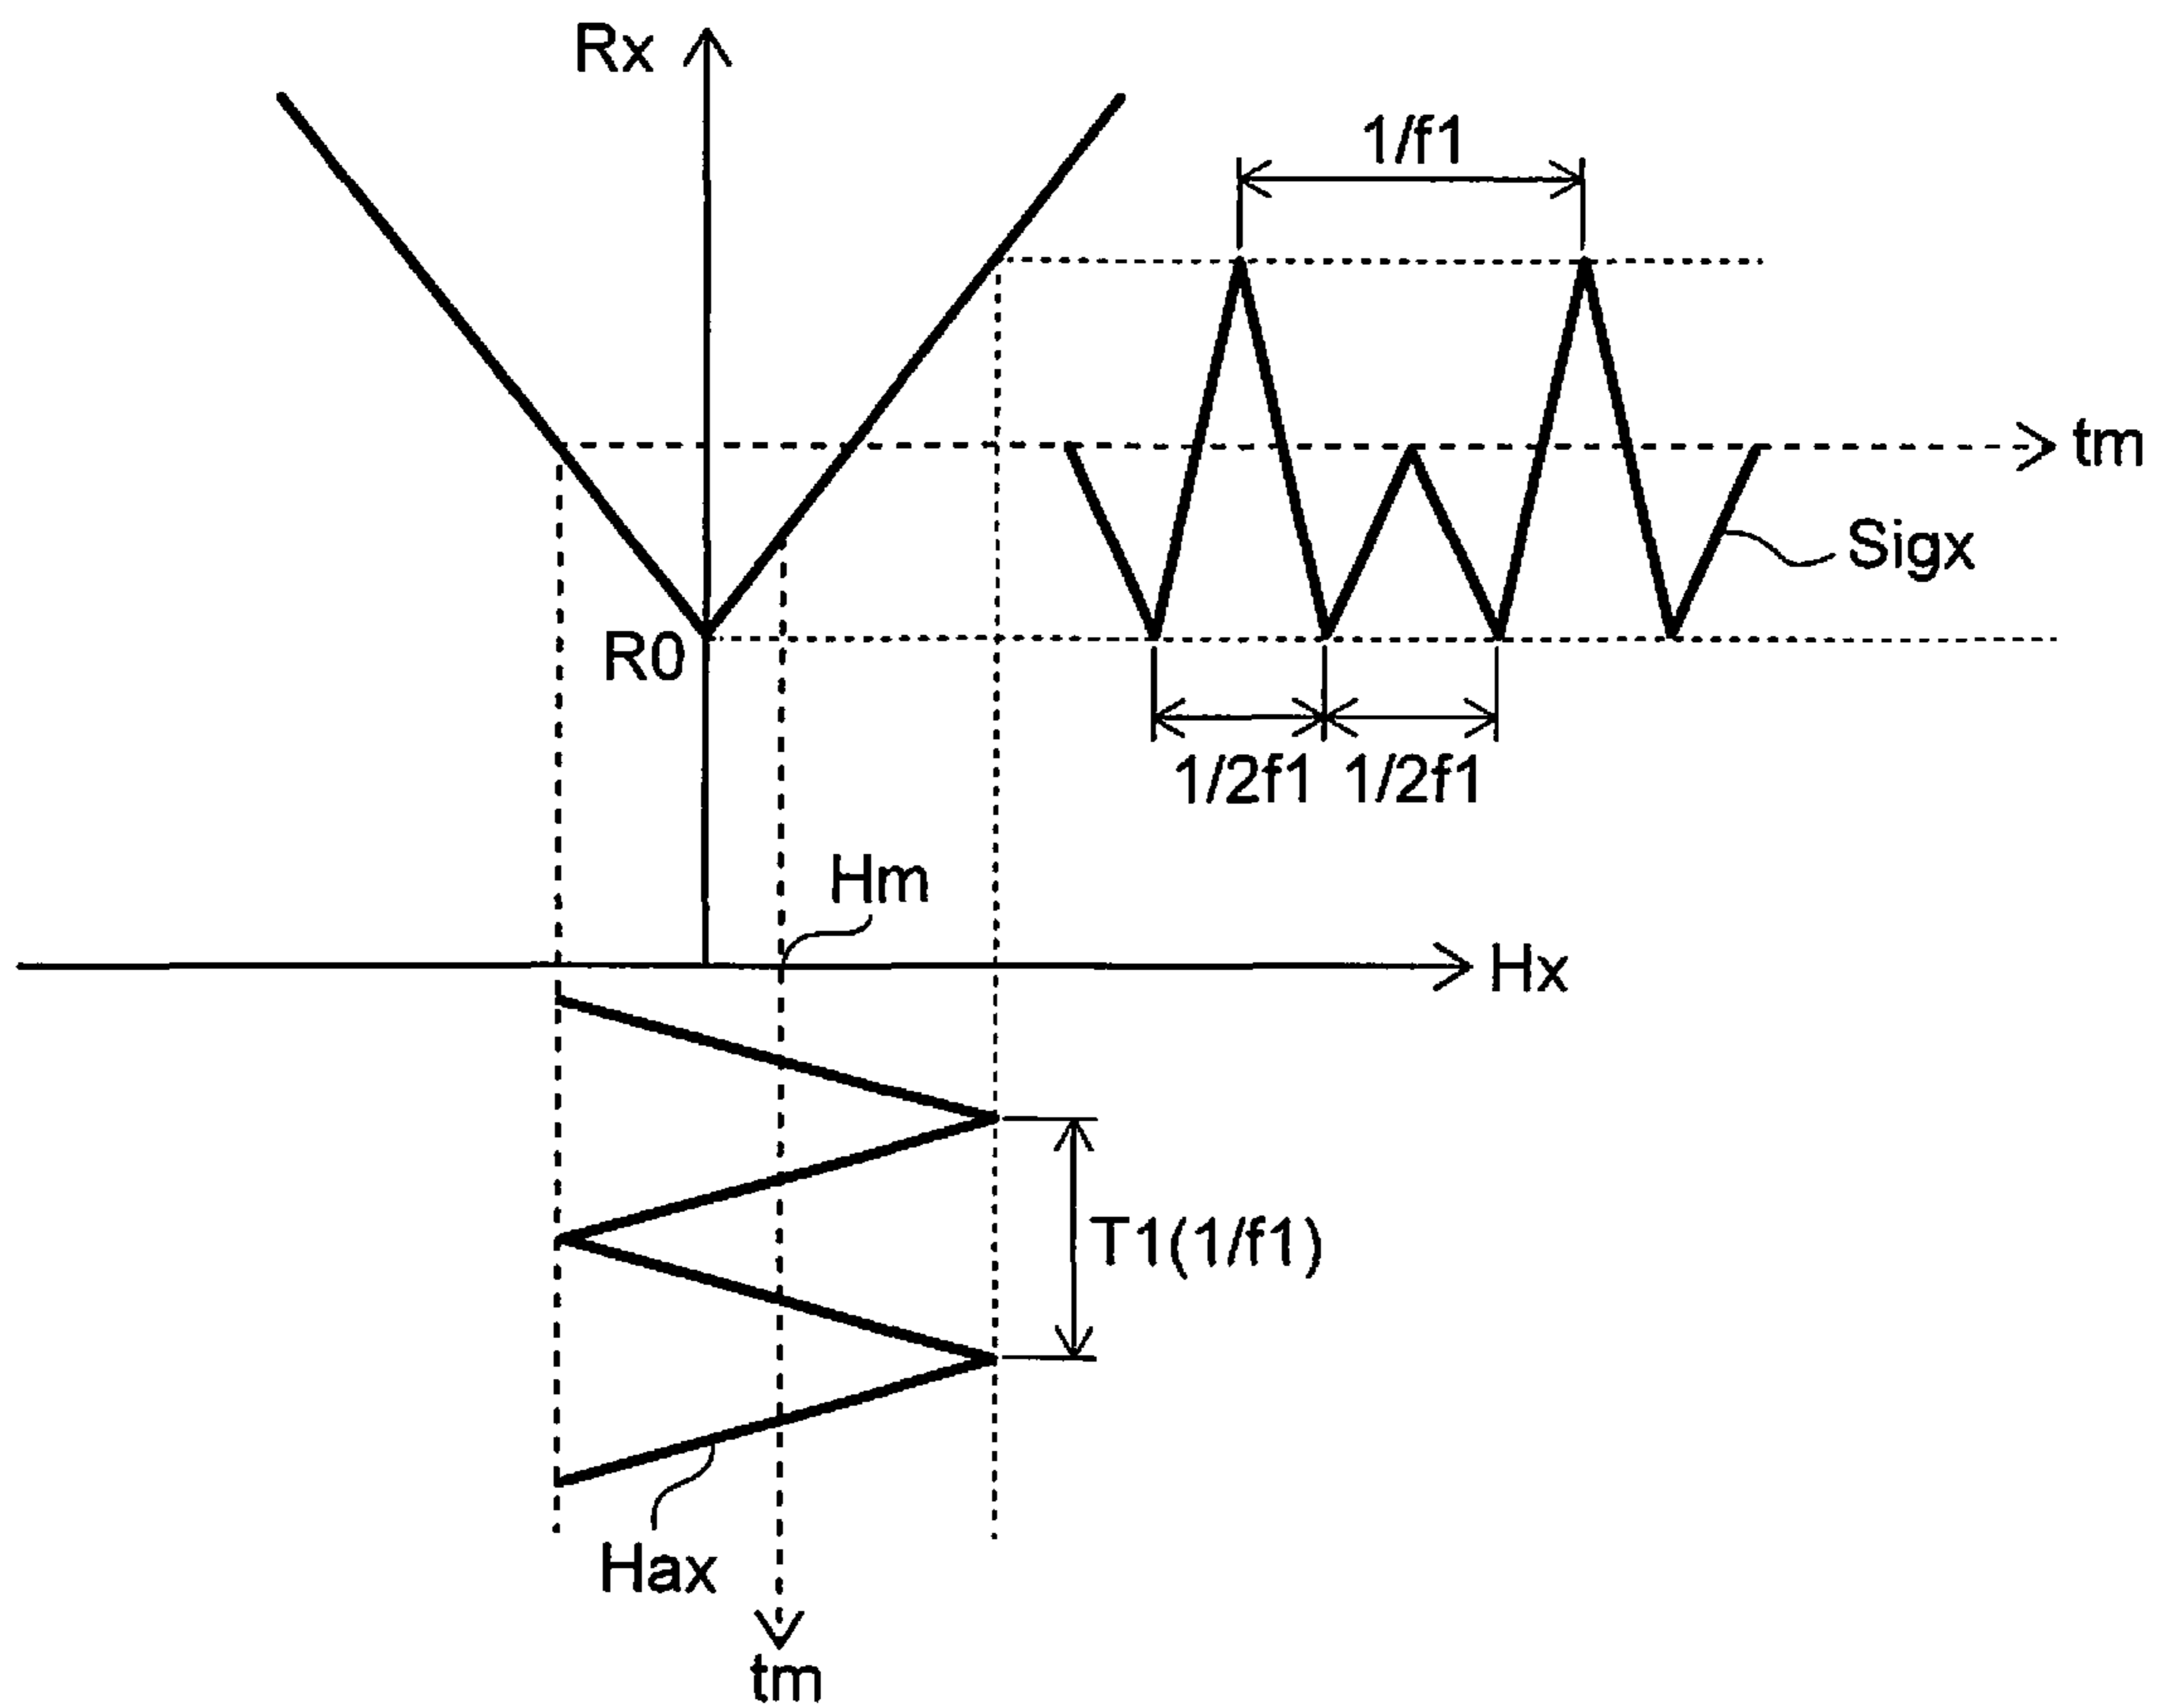 Rx
1/f1
tm
Sigx
R0
1/2f1 1/2f1
Hm
Hx
T1(1/f1)
Hax
tm